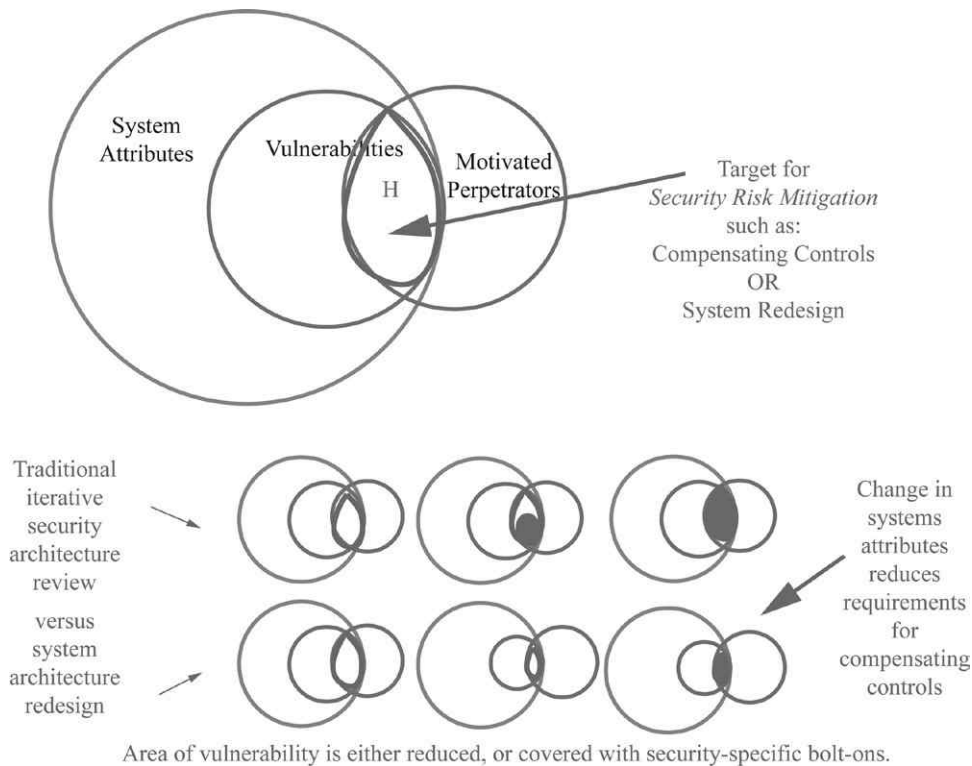 System
Attributes
Vulnerabilities
H
Motivated
Perpetrators
Target for
Security Risk Mitigation
such as:
Compensating Controls
OR
System Redesign
Traditional
iterative
security
architecture
review
versus
system
architecture
redesign
Change in
systems
attributes
reduces
requirements
for
compensating
controls
Area of vulnerability is either reduced, or covered with security-specific bolt-ons.